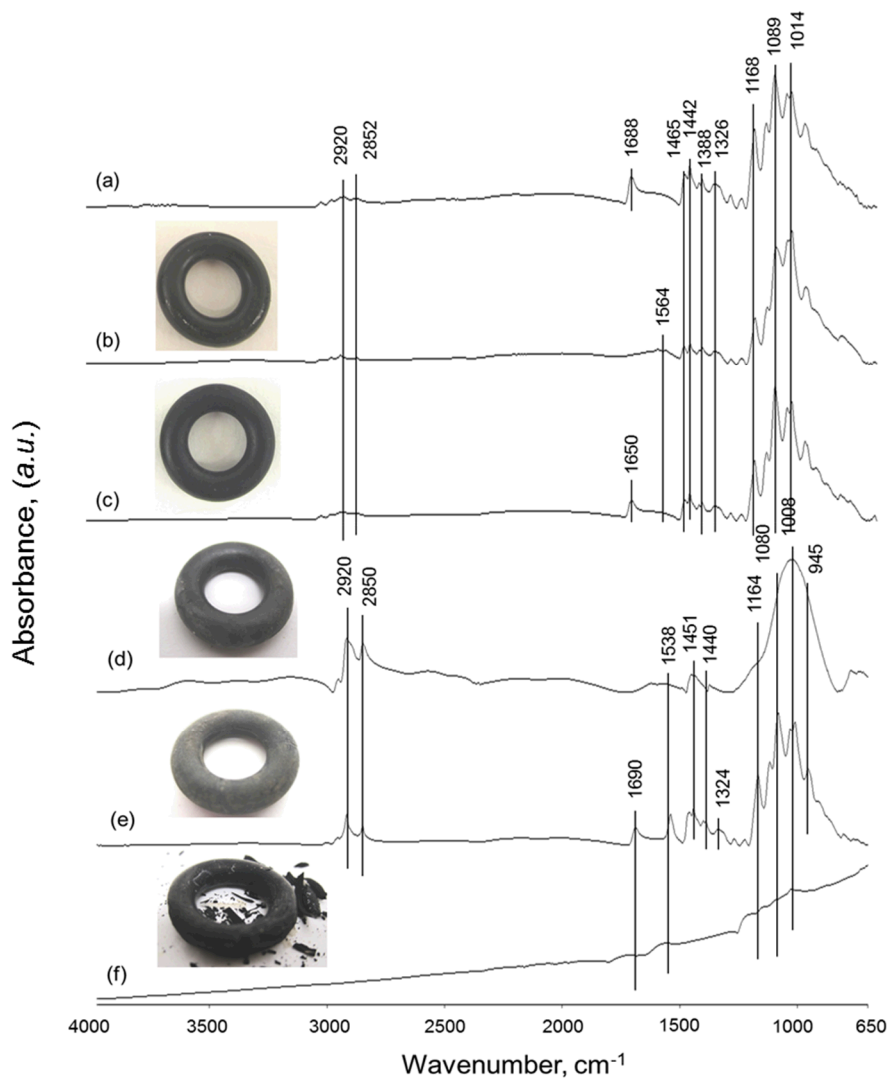 1089
1014
1168
1465
1442
1388
1326
2920
2852
1688
(a)
(b)
1564
(c)
1650
1080
1008
945
1164
2920
2850
1538
1451
1440
(d)
1690
1324
(e)
(f)
Absorbance, (a.u.)
4000 3500 3000 2500 2000 1500 1000 650
Wavenumber, cm⁻¹